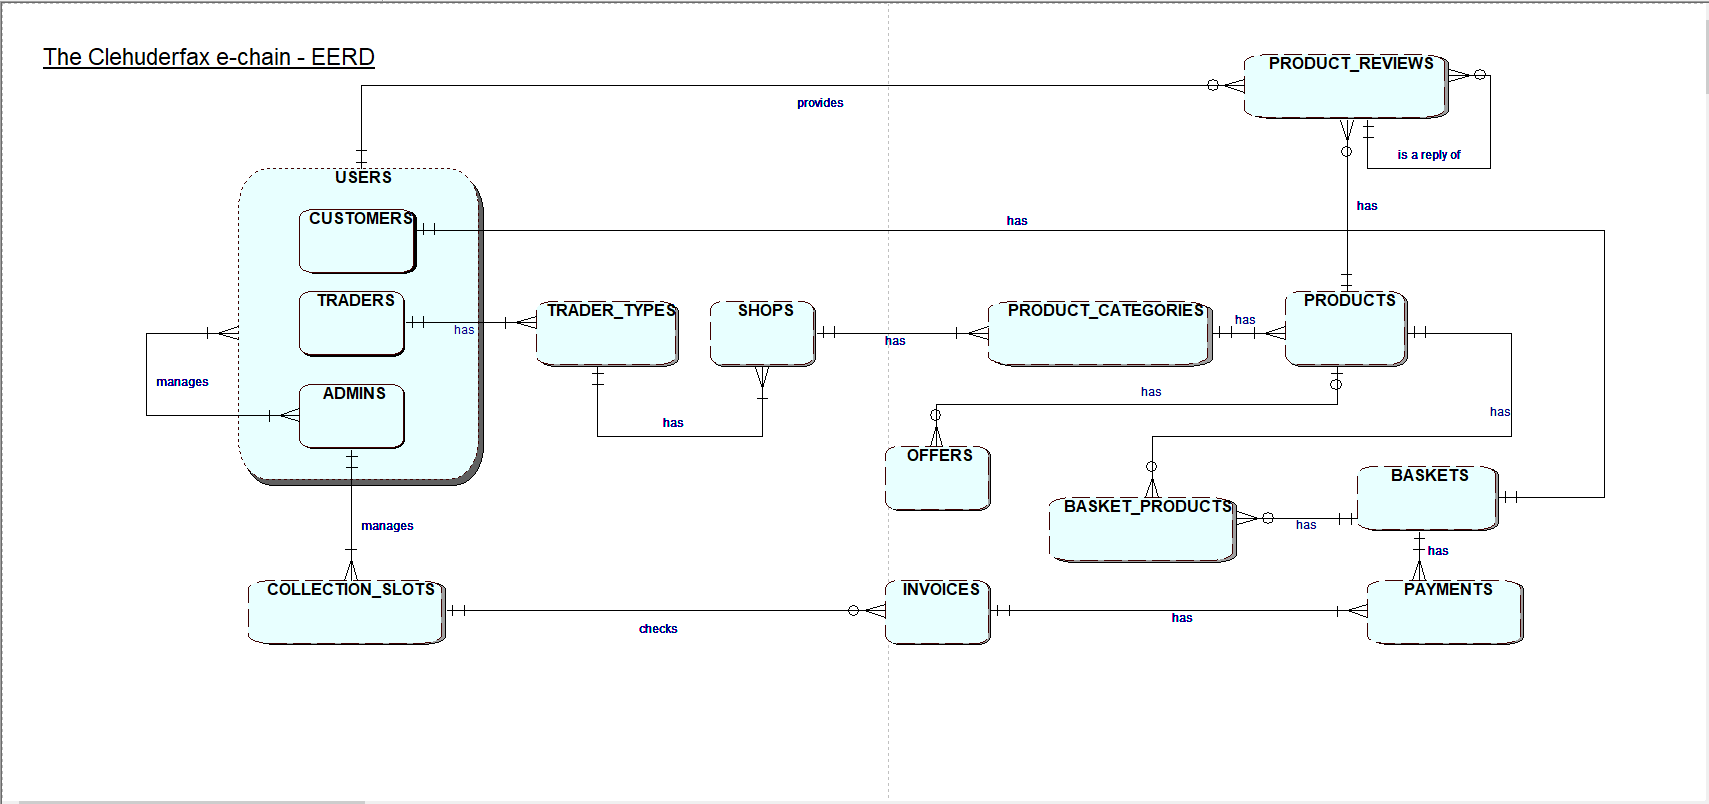 The Clehuderfax e-chain - EERD
PRODUCT_REVIEWS
provides
is a reply of
USERS
has
CUSTOMERS
has
TRADERS
has
TRADER_TYPES
SHOPS
has
PRODUCT_CATEGORIES
has
PRODUCTS
manages
ADMINS
has
has
has
OFFERS
BASKETS
BASKET_PRODUCTS
has
manages
has
COLLECTION_SLOTS
INVOICES
PAYMENTS
checks
has